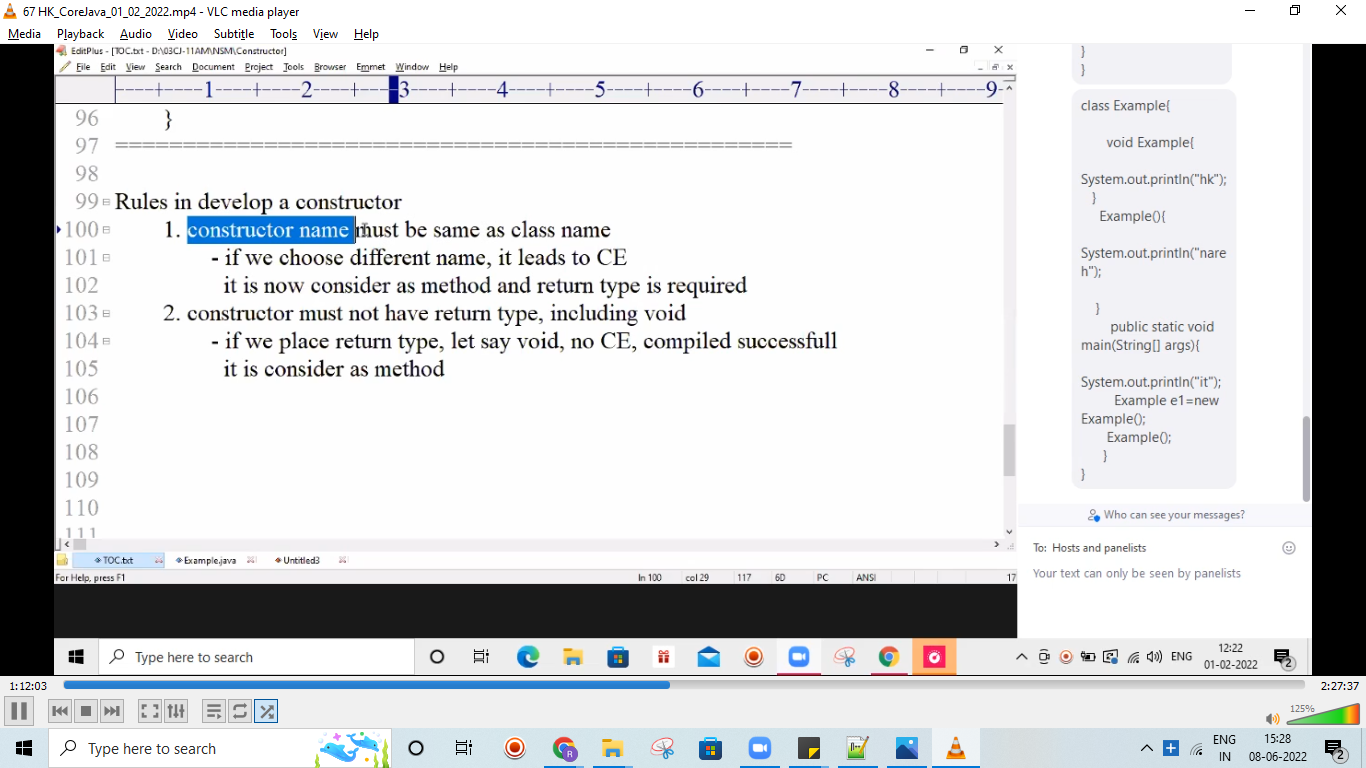 67 HK_CoreJava_01_02_2022.mp4 - VLC media player
Media Playback Audio Video Subtitle Tools View Help
EditPlus - [TOC.txt - D:\03CJ-11AM\NSM\Constructor]
File Edit View Search Document Project Tools Browser Emmet Window Help
----+----1----+----2----+----3----+----4----+----5----+----6----+----7----+----8----+----9-
96 }
97 ==================================================
98
99 Rules in develop a constructor
100 1. constructor name must be same as class name
101 - if we choose different name, it leads to CE
102 it is now consider as method and return type is required
103 2. constructor must not have return type, including void
104 - if we place return type, let say void, no CE, compiled successfull
105 it is consider as method
106
107
108
109
110
111
TOC.txt Example.java Untitled3
For Help, press F1 ln 100 col 29 117 6D PC ANSI 17
}
}
class Example{
void Example{
System.out.println("hk");
}
Example(){
System.out.println("nare
h");
}
public static void
main(String[] args){
System.out.println("it");
Example e1=new
Example();
Example();
}
}
Who can see your messages?
To: Hosts and panelists
Your text can only be seen by panelists
Type here to search
ENG
12:22
01-02-2022
2
1:12:03 2:27:37
125%
Type here to search
R
ENG
IN
15:28
08-06-2022
2